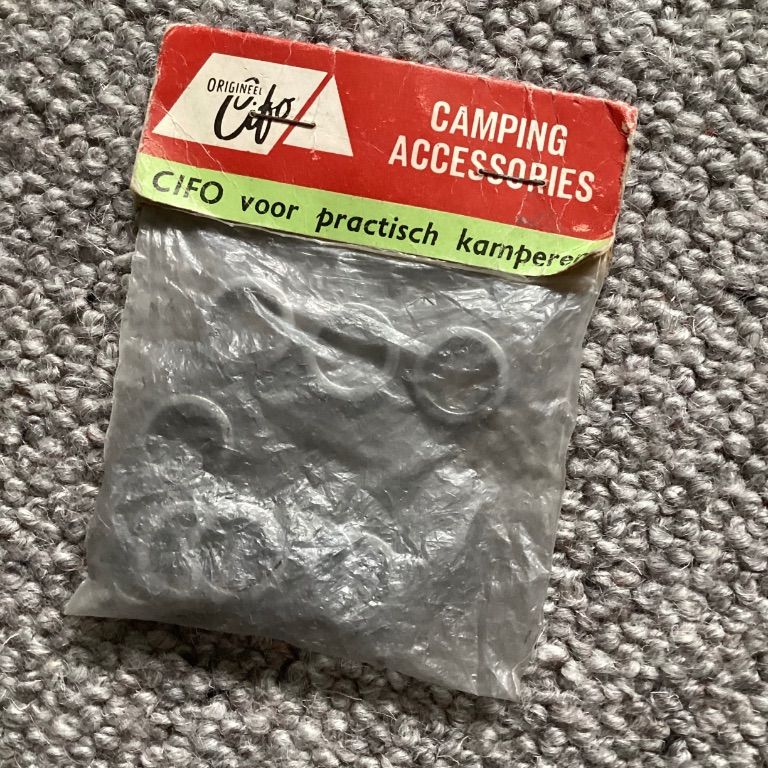 ORIGINEEL
Cifo
CAMPING
ACCESSORIES
CIFO voor practisch kamperen